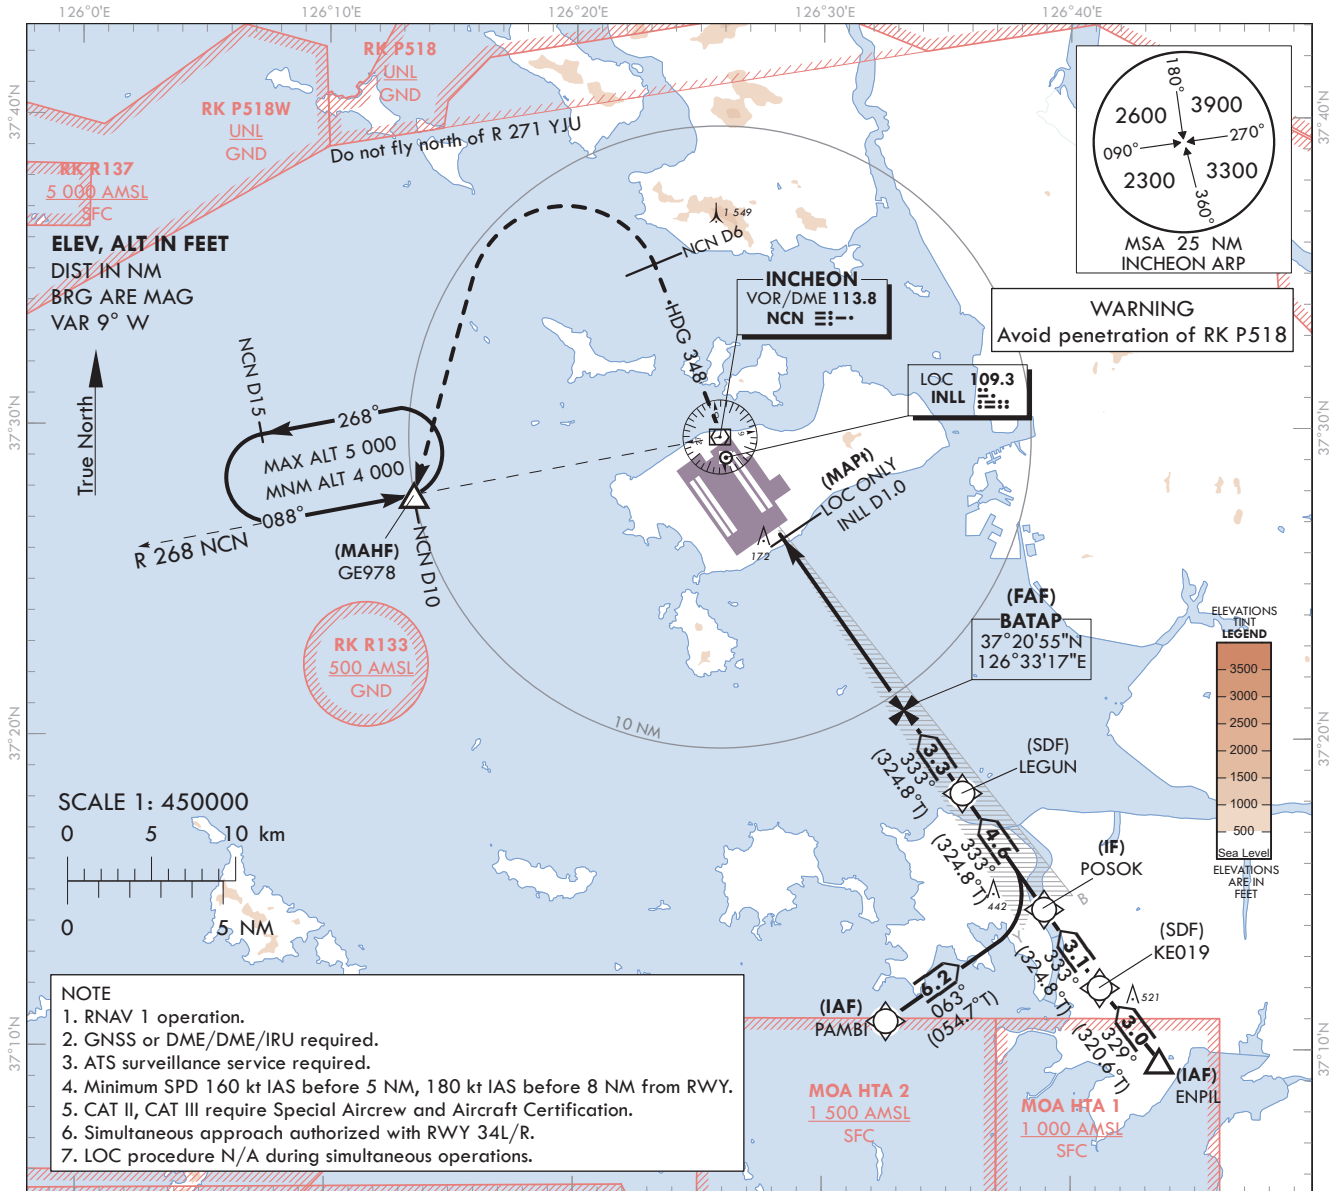 126°00'E
126°10'E
126°20'E
126°30'E
126°40'E
37°40'N
37°30'N
37°20'N
37°10'N
37°40'N
37°30'N
37°20'N
37°10'N
RK P518
UNL
GND
RK P518W
UNL
GND
Do not fly north of R 271 YJU
RK R137
5 000 AMSL
SFC
ELEV, ALT IN FEET
DIST IN NM
BRG ARE MAG
VAR 9° W
True North
180°
2600
3900
270°
090°
2300
3300
360°
MSA 25 NM
INCHEON ARP
WARNING
Avoid penetration of RK P518
1 549
NCN D6
INCHEON
VOR/DME 113.8
NCN
HDG 348°
LOC 109.3
INLL
NCN D15
268°
MAX ALT 5 000
MNM ALT 4 000
088°
R 268 NCN
(MAHF)
GE978
NCN D10
(MAPt)
LOC ONLY
INLL D1.0
172
RK R133
500 AMSL
GND
10 NM
(FAF)
BATAP
37°20'55"N
126°33'17"E
ELEVATIONS
TINT
LEGEND
3500
3000
2500
2000
1500
1000
500
Sea Level
ELEVATIONS
ARE IN
FEET
(SDF)
LEGUN
3.3
333°
(324.8°T)
4.6
333°
(324.8°T)
442
(IF)
POSOK
B
Y
(SDF)
KE019
3.1
333°
(324.8°T)
521
3.0
329°
(320.6°T)
(IAF)
ENPIL
(IAF)
PAMBI
6.2
063°
(054.7°T)
SCALE 1: 450000
0 5 10 km
0 5 NM
MOA HTA 2
1 500 AMSL
SFC
MOA HTA 1
1 000 AMSL
SFC
NOTE
1. RNAV 1 operation.
2. GNSS or DME/DME/IRU required.
3. ATS surveillance service required.
4. Minimum SPD 160 kt IAS before 5 NM, 180 kt IAS before 8 NM from RWY.
5. CAT II, CAT III require Special Aircrew and Aircraft Certification.
6. Simultaneous approach authorized with RWY 34L/R.
7. LOC procedure N/A during simultaneous operations.